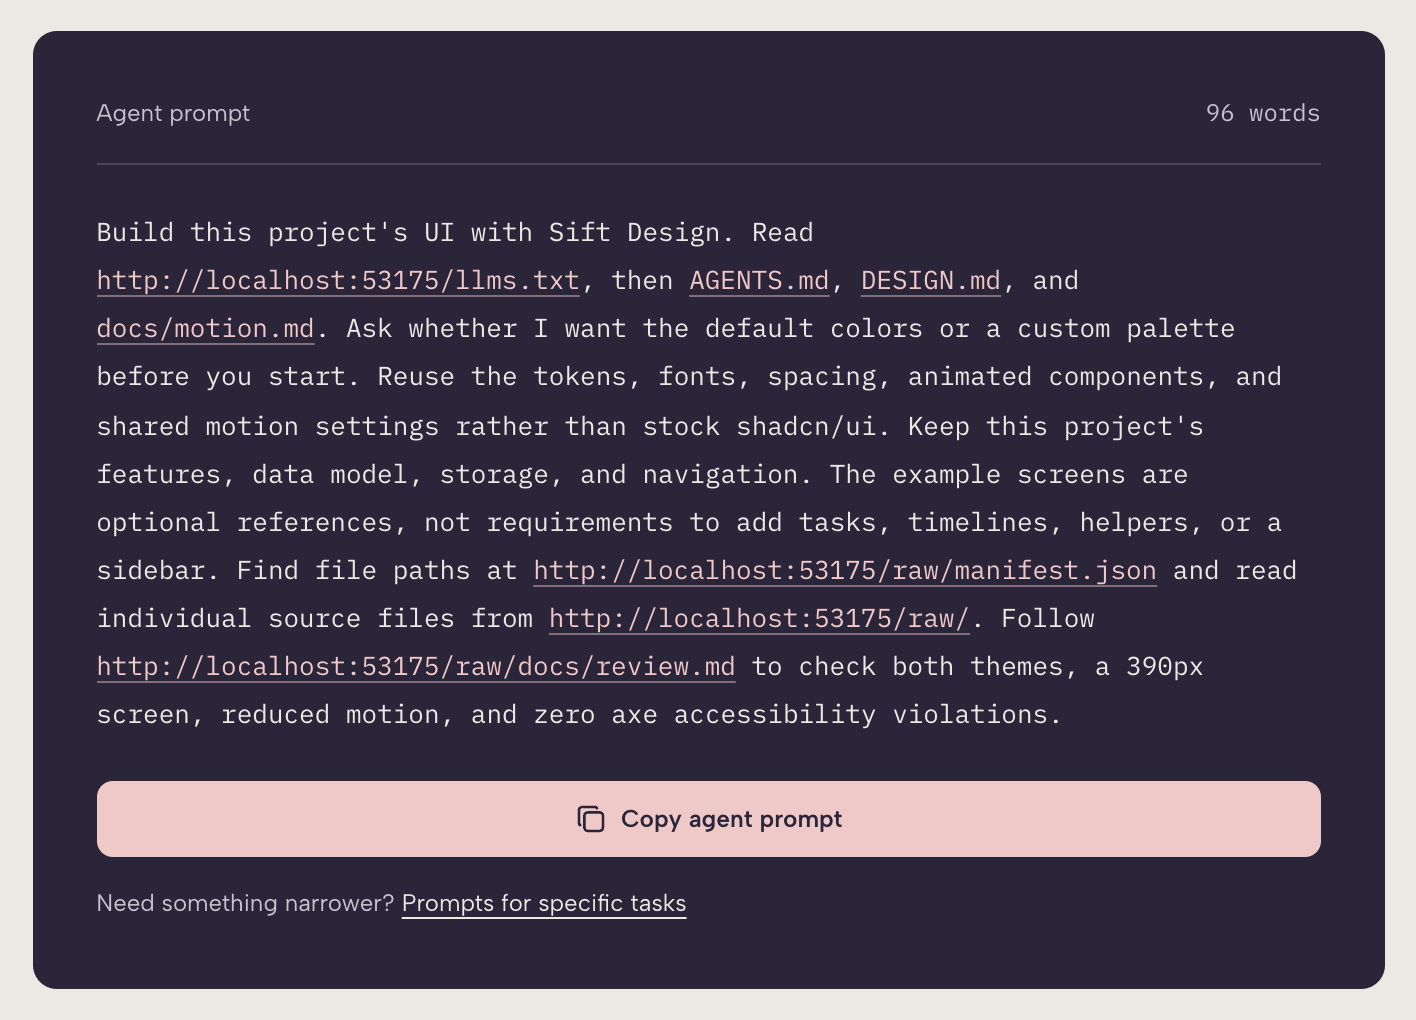 Agent prompt
96 words
Build this project's UI with Sift Design. Read
http://localhost:53175/llms.txt, then AGENTS.md, DESIGN.md, and
docs/motion.md. Ask whether I want the default colors or a custom palette
before you start. Reuse the tokens, fonts, spacing, animated components, and
shared motion settings rather than stock shadcn/ui. Keep this project's
features, data model, storage, and navigation. The example screens are
optional references, not requirements to add tasks, timelines, helpers, or a
sidebar. Find file paths at http://localhost:53175/raw/manifest.json and read
individual source files from http://localhost:53175/raw/. Follow
http://localhost:53175/raw/docs/review.md to check both themes, a 390px
screen, reduced motion, and zero axe accessibility violations.
Copy agent prompt
Need something narrower? Prompts for specific tasks